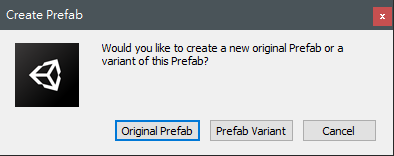 Create Prefab
x
Would you like to create a new original Prefab or a
variant of this Prefab?
Original Prefab Prefab Variant Cancel